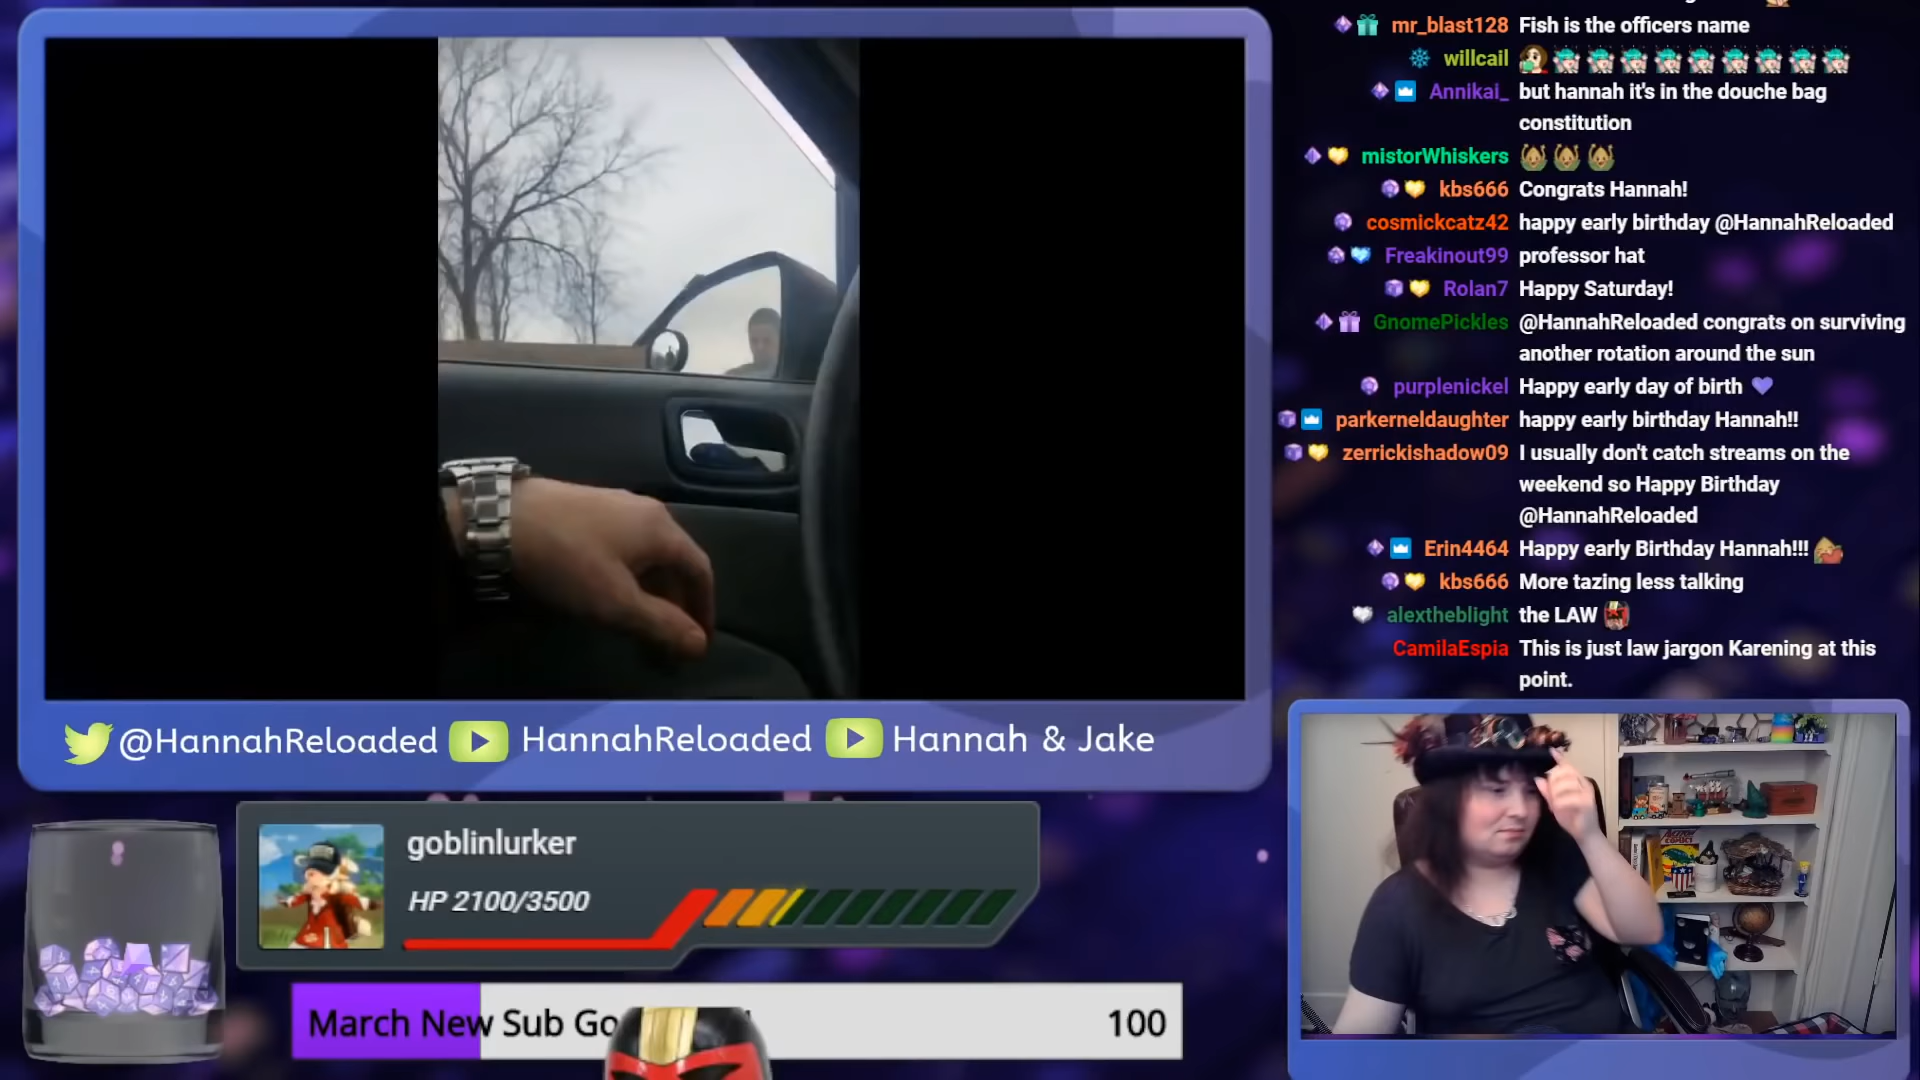 mr_blast128 Fish is the officers name
willcail
Annikai_ but hannah it's in the douche bag
constitution
mistorWhiskers
kbs666 Congrats Hannah!
cosmickcatz42 happy early birthday @HannahReloaded
Freakinout99 professor hat
Rolan7 Happy Saturday!
GnomePickles @HannahReloaded congrats on surviving
another rotation around the sun
purplenickel Happy early day of birth
parkerneldaughter happy early birthday Hannah!!
zerrickishadow09 I usually don't catch streams on the
weekend so Happy Birthday
@HannahReloaded
Erin4464 Happy early Birthday Hannah!!!
kbs666 More tazing less talking
alextheblight the LAW
CamilaEspia This is just law jargon Karening at this
point.
@HannahReloaded HannahReloaded Hannah & Jake
goblinlurker
HP 2100/3500
March New Sub Go 100